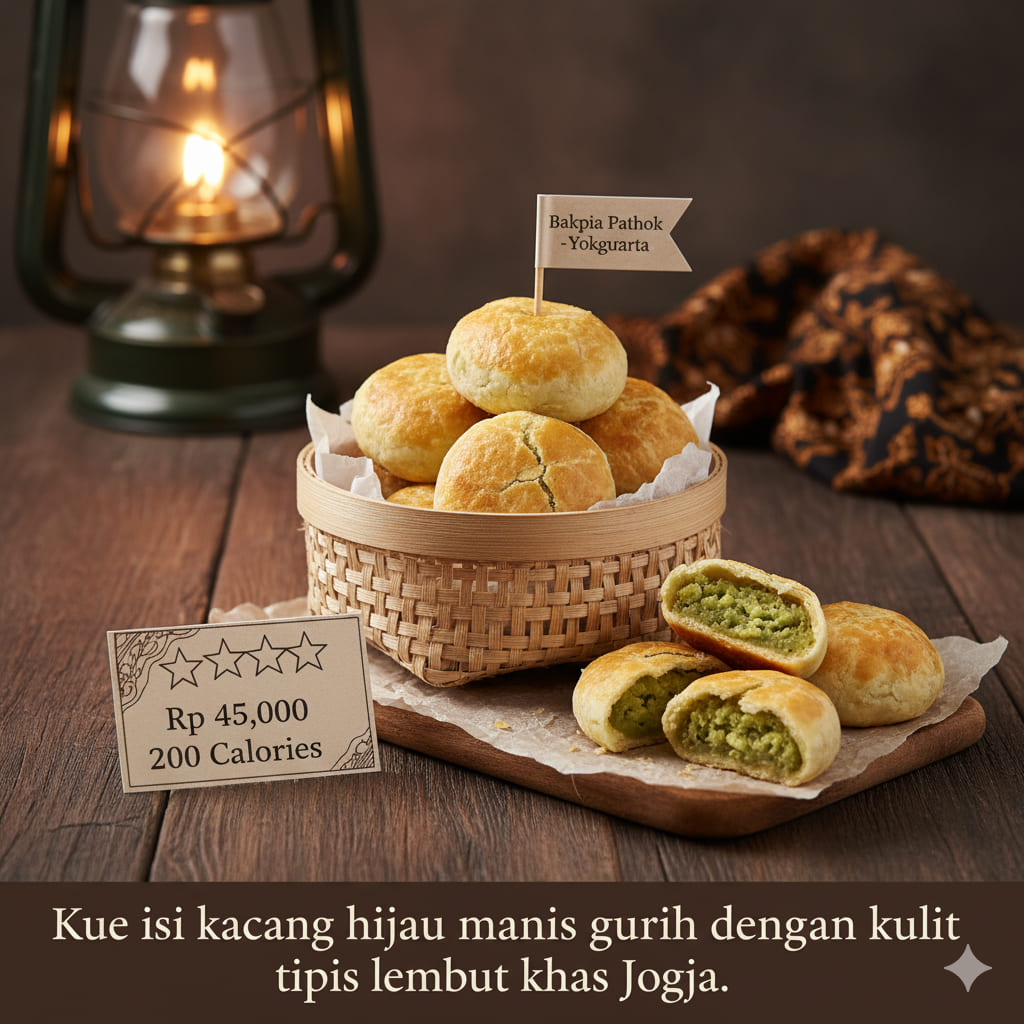 Bakpia Pathok
-Yokguarta
Rp 45,000
200 Calories
Kue isi kacang hijau manis gurih dengan kulit
tipis lembut khas Jogja.